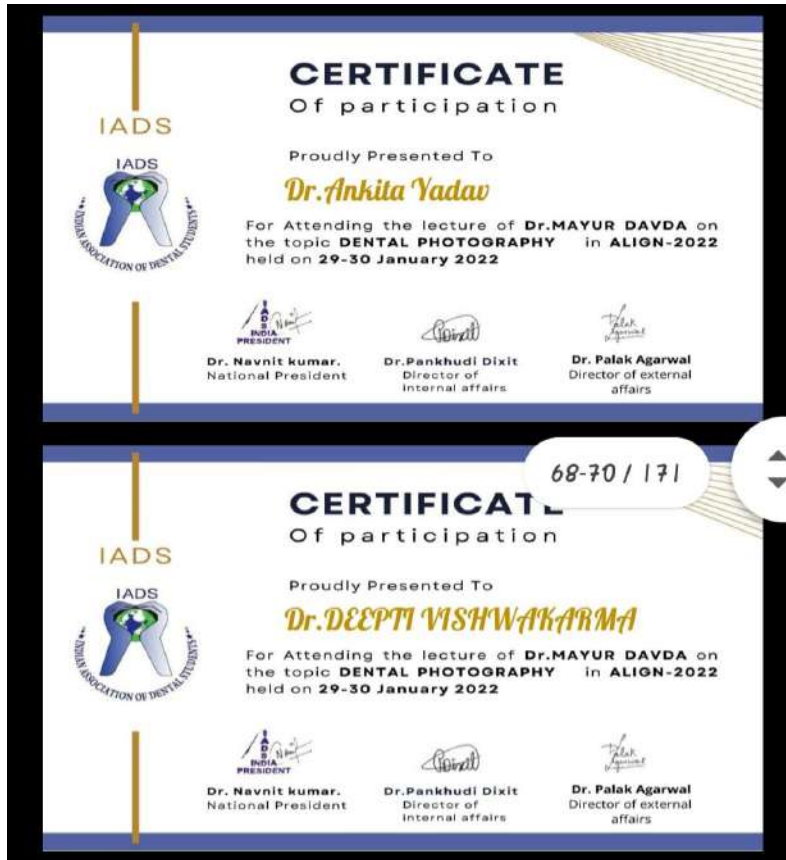 CERTIFICATE
Of participation
IADS
IADS
INDIAN ASSOCIATION OF DENTAL STUDENTS
Proudly Presented To
Dr.Ankita Yadav
For Attending the lecture of Dr.MAYUR DAVDA on
the topic DENTAL PHOTOGRAPHY in ALIGN-2022
held on 29-30 January 2022
IADS
INDIA
PRESIDENT
Palak
Agarwal
Dr. Navnit kumar.
National President
Dr.Pankhudi Dixit
Director of
internal affairs
Dr. Palak Agarwal
Director of external
affairs
68-70 / 171
CERTIFICATE
Of participation
IADS
IADS
INDIAN ASSOCIATION OF DENTAL STUDENTS
Proudly Presented To
Dr.DEEPTI VISHWAKARMA
For Attending the lecture of Dr.MAYUR DAVDA on
the topic DENTAL PHOTOGRAPHY in ALIGN-2022
held on 29-30 January 2022
IADS
INDIA
PRESIDENT
Palak
Agarwal
Dr. Navnit kumar.
National President
Dr.Pankhudi Dixit
Director of
internal affairs
Dr. Palak Agarwal
Director of external
affairs